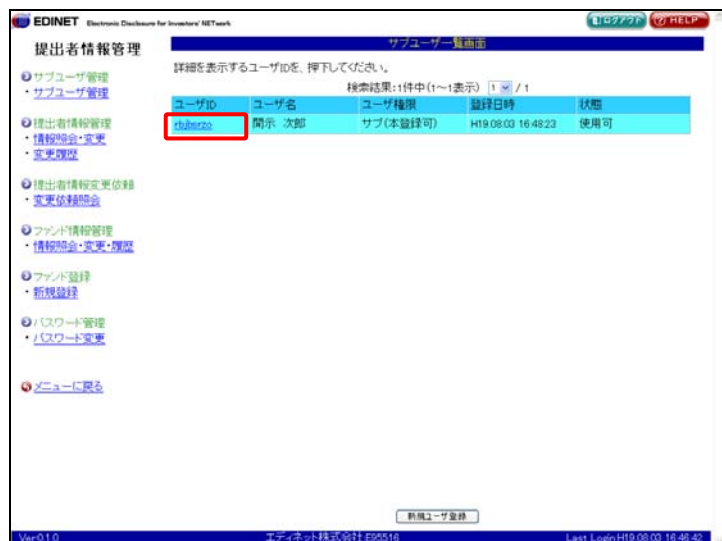 EDINET Electronic Disclosure for Investors' NETwork
ログアウト HELP
提出者情報管理
サブユーザー一覧画面
詳細を表示するユーザIDを、押下してください。
検索結果:1件中(1～1表示) 1 / 1
ユーザID ユーザ名 ユーザ権限 登録日時 状態
開示 次郎 サブ(本登録可) H19.08.03 16:48:23 使用可
サブユーザ管理
・サブユーザ管理
提出者情報管理
・情報照会・変更
・変更履歴
提出者情報変更依頼
・変更依頼照会
ファンド情報管理
・情報照会・変更・履歴
ファンド登録
・新規登録
パスワード管理
・パスワード変更
メニューに戻る
新規ユーザ登録
Ver.0.1.0 エディネット株式会社 E95516 Last Login H19.08.03 16:46:42